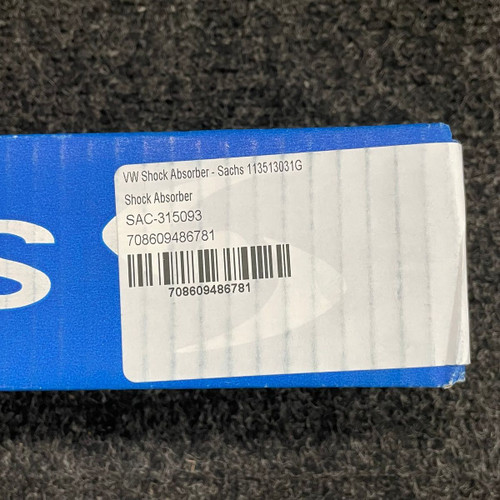 VW Shock Absorber - Sachs 113513031G
Shock Absorber
SAC-315093
708609486781
708609486781
S